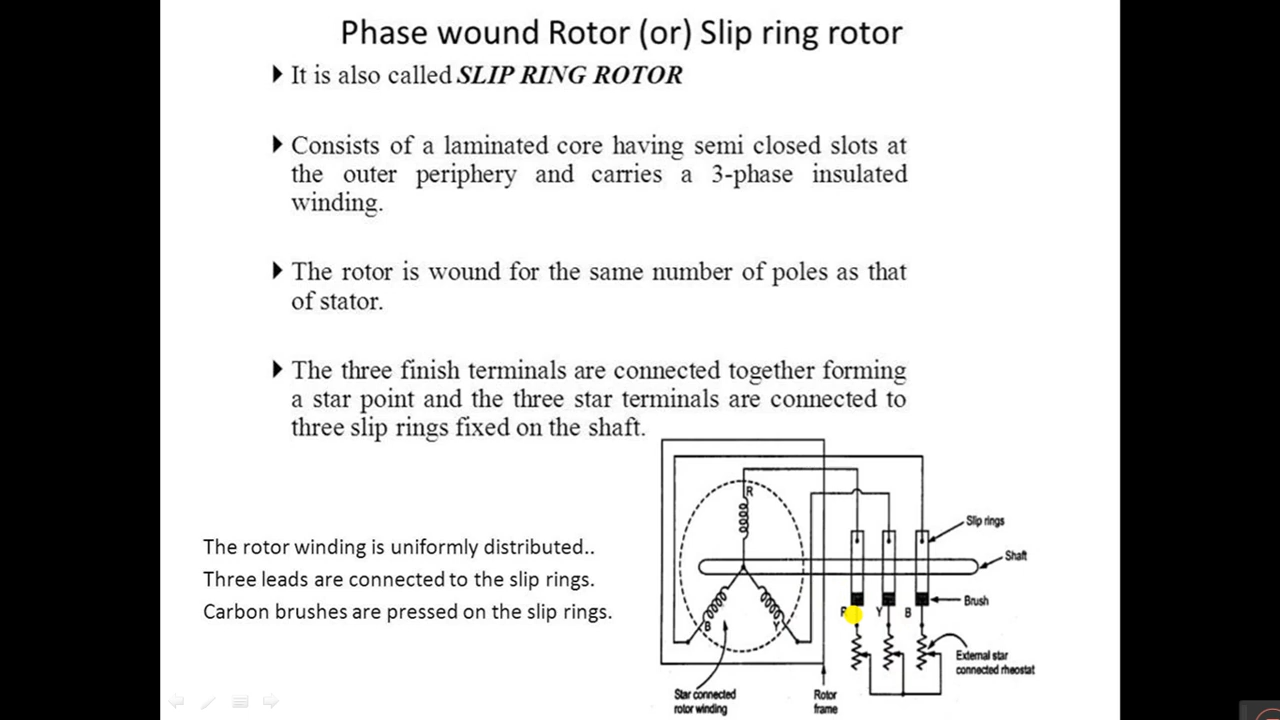 Phase wound Rotor (or) Slip ring rotor
It is also called SLIP RING ROTOR
Consists of a laminated core having semi closed slots at
the outer periphery and carries a 3-phase insulated
winding.
The rotor is wound for the same number of poles as that
of stator.
The three finish terminals are connected together forming
a star point and the three star terminals are connected to
three slip rings fixed on the shaft.
The rotor winding is uniformly distributed..
Three leads are connected to the slip rings.
Carbon brushes are pressed on the slip rings.
R
Slip rings
Shaft
Brush
R Y B
B Y
External star
connected rheostat
Star connected
rotor winding
Rotor
frame